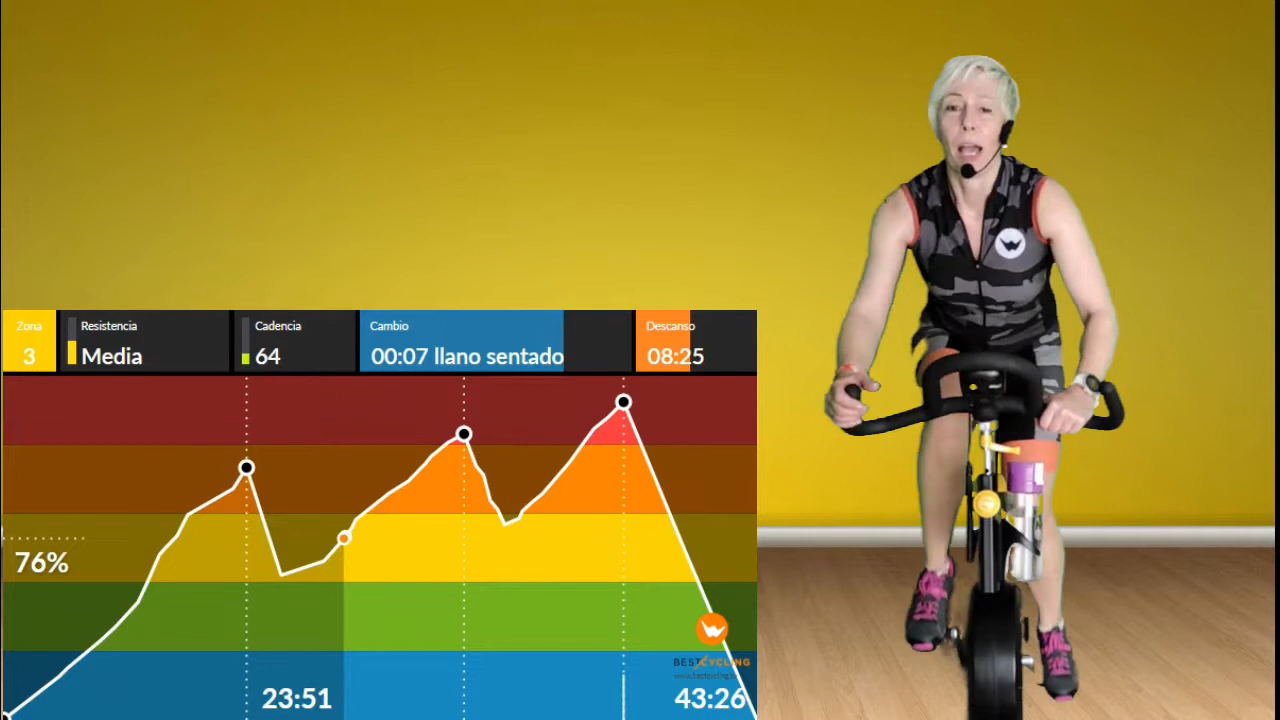 Zona
3
Resistencia
Media
Cadencia
64
Cambio
00:07 llano sentado
Descanso
08:25
76%
BESTCYCLING
23:51
43:26